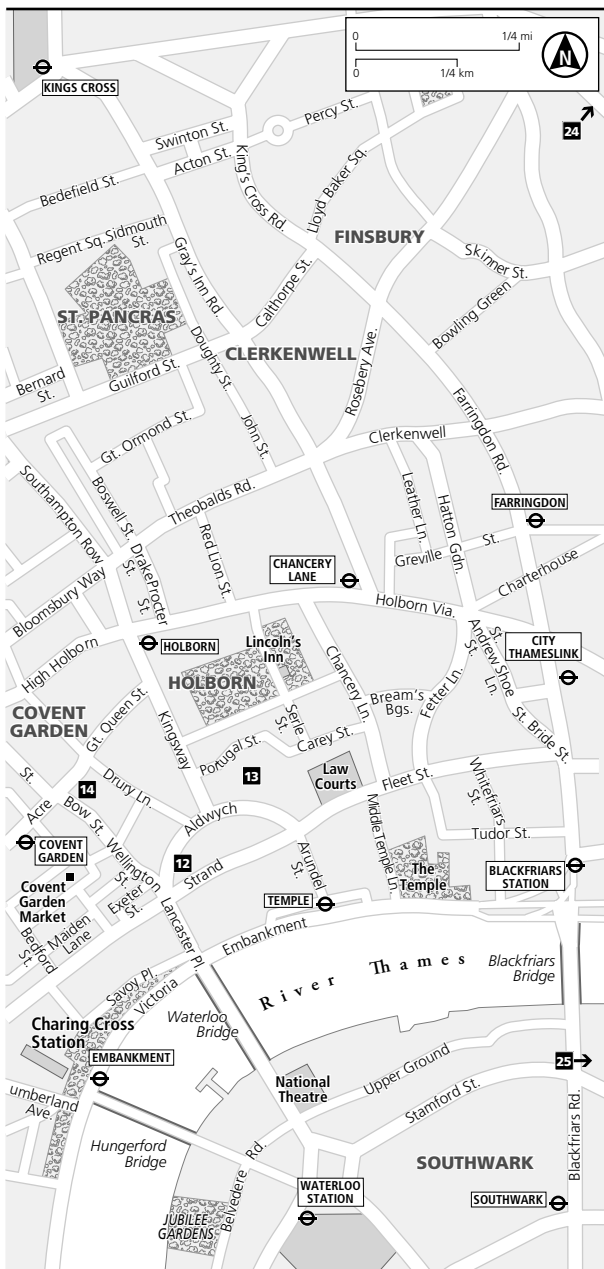 0 1/4 mi
0 1/4 km
N
KINGS CROSS
24
Percy St.
Swinton St.
Acton St.
King's Cross Rd.
Lloyd Baker Sq.
Bedefield St.
FINSBURY
Sidmouth
St.
Regent Sq.
Gray's Inn Rd
Skinner St.
Calthorpe St.
Bowling Green
ST. PANCRAS
CLERKENWELL
Doughty St.
Rosebery Ave.
Bernard
St.
Guilford St.
Farringdon Rd
John St.
Gt. Ormond St.
Clerkenwell
Southampton Row
Boswell St.
Theobalds Rd.
Leather Ln.
Hatton Gdn.
FARRINGDON
Red Lion St.
Drake St.
Procter
St.
Greville St.
CHANCERY
LANE
Charterhouse
Bloomsbury Way
Holborn Via.
High Holborn
HOLBORN
Lincoln's
Inn
St. Andrew St.
Shoe
Ln.
CITY
THAMESLINK
HOLBORN
Chancery Ln.
Bream's
Bgs.
Fetter Ln.
COVENT
GARDEN
Gt. Queen St.
Kingsway
Serle
St.
Carey St.
St. Bride St.
Portugal St.
13
Law
Courts
Fleet St.
Whitefriars
St.
14
Drury Ln.
St.
Acre
Bow St.
Aldwych
Tudor St.
COVENT
GARDEN
Wellington
St.
12
Strand
Arundel
St.
Middle Temple Ln.
The
Temple
BLACKFRIARS
STATION
Covent
Garden
Market
Exeter
St.
TEMPLE
Maiden
Lane
Bedford
St.
Lancaster Pl.
Embankment
Savoy Pl.
Victoria
River Thames
Blackfriars
Bridge
Waterloo
Bridge
Charing Cross
Station
EMBANKMENT
25
National
Theatre
Upper Ground
Stamford St.
umberland
Ave.
Hungerford
Bridge
Belvedere Rd.
Blackfriars Rd.
SOUTHWARK
WATERLOO
STATION
SOUTHWARK
JUBILEE
GARDENS